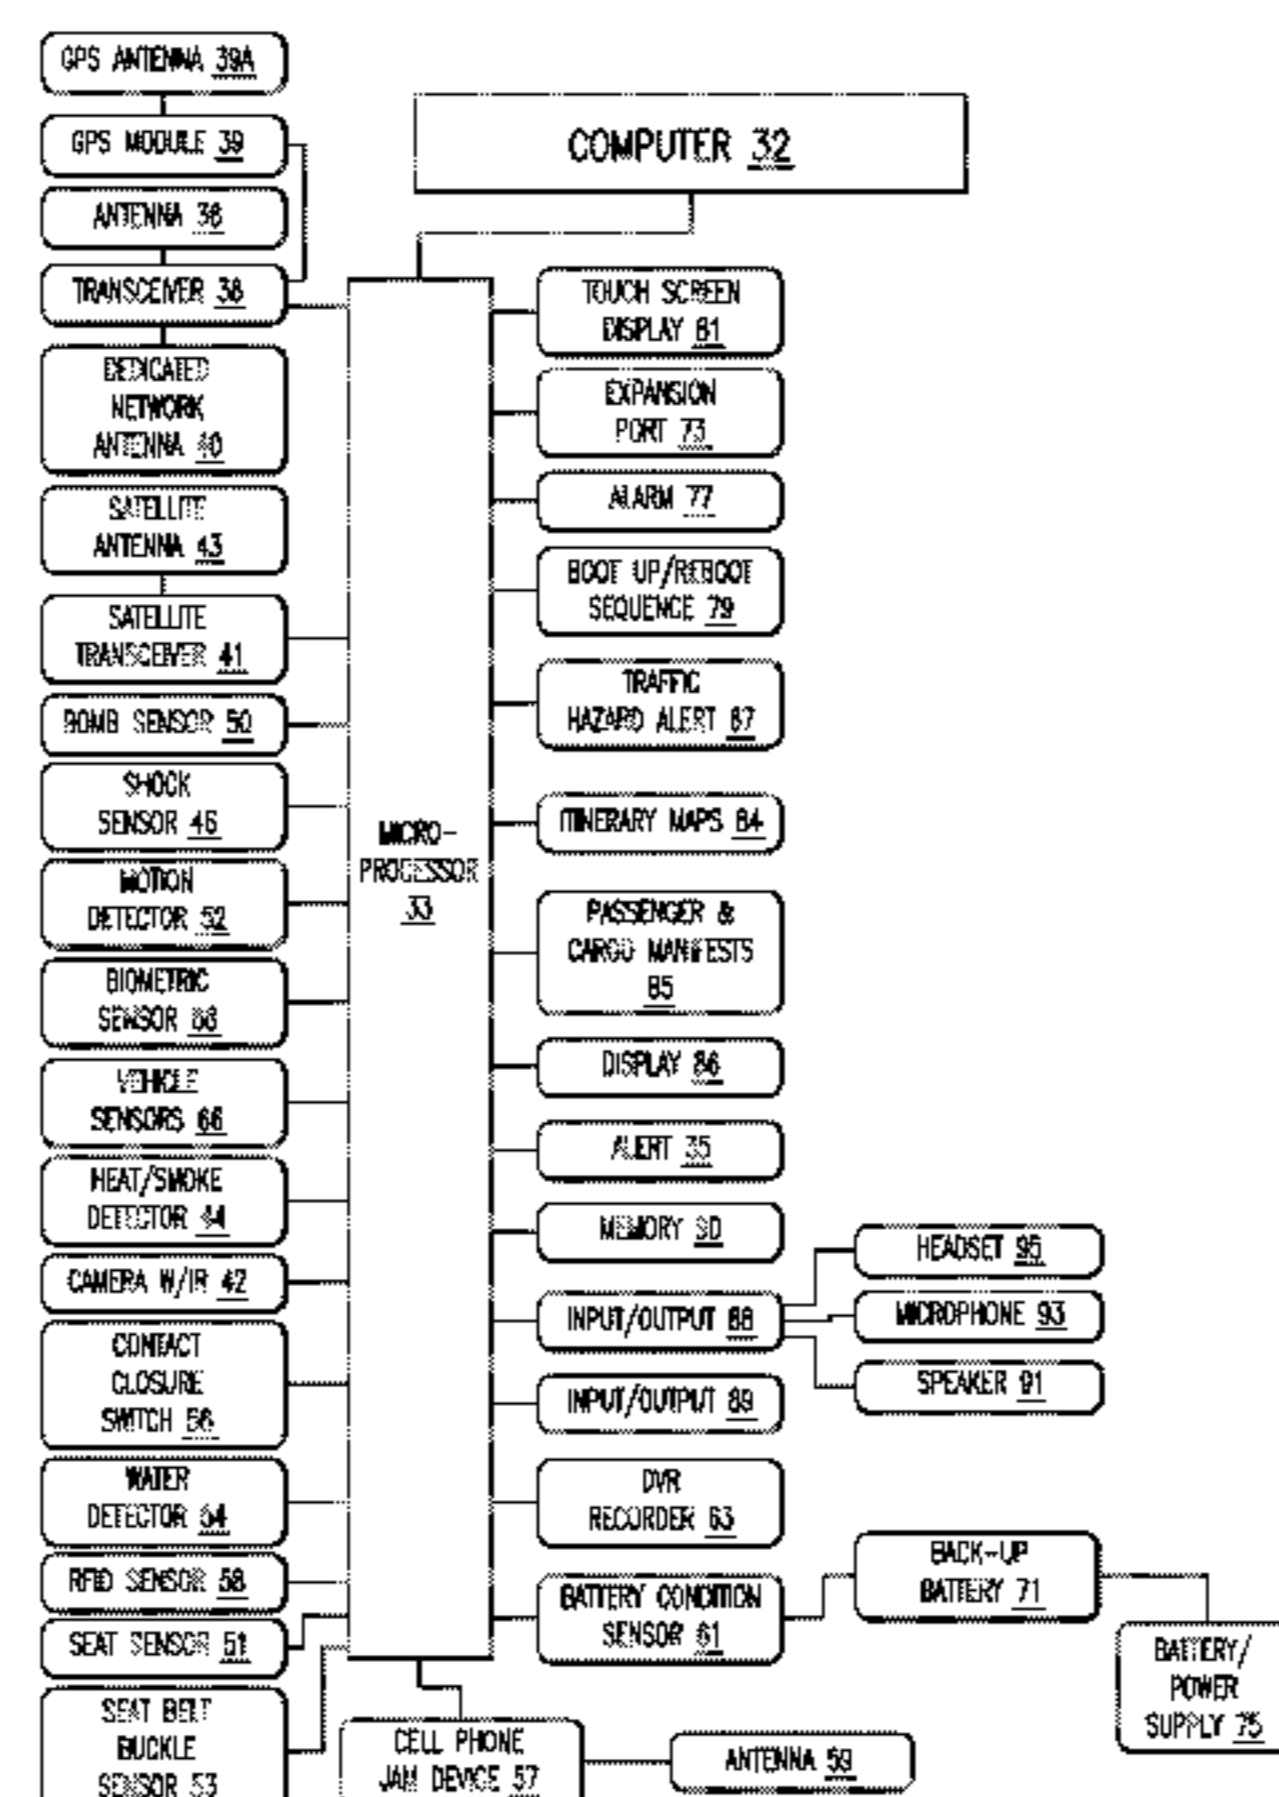 GPS ANTENNA 39A
GPS MODULE 39
ANTENNA 36
TRANSCEIVER 38
DEDICATED
NETWORK
ANTENNA 40
SATELLITE
ANTENNA 43
SATELLITE
TRANSCEIVER 41
BOMB SENSOR 50
SHOCK
SENSOR 46
MOTION
DETECTOR 52
BIOMETRIC
SENSOR
VEHICLE
SENSORS 66
HEAT/SMOKE
DETECTOR 44
CAMERA W/IR 42
CONTACT
CLOSURE
SWITCH 56
WATER
DETECTOR 54
RFID SENSOR 58
SEAT SENSOR 51
SEAT BELT
BUCKLE
SENSOR 53
COMPUTER 32
MICRO-
PROCESSOR
33
TOUCH SCREEN
DISPLAY 81
EXPANSION
PORT 73
ALARM 77
BOOT UP/REBOOT
SEQUENCE 79
TRAFFIC
HAZARD ALERT 87
ITINERARY MAPS 84
PASSENGER &
CARGO MANIFESTS
85
DISPLAY 86
ALERT 35
MEMORY
INPUT/OUTPUT 88
INPUT/OUTPUT 89
DVR
RECORDER 63
BATTERY CONDITION
SENSOR 61
HEADSET 95
MICROPHONE 93
SPEAKER 91
BACK-UP
BATTERY 71
BATTERY/
POWER
SUPPLY 75
CELL PHONE
JAM DEVICE 57
ANTENNA 59